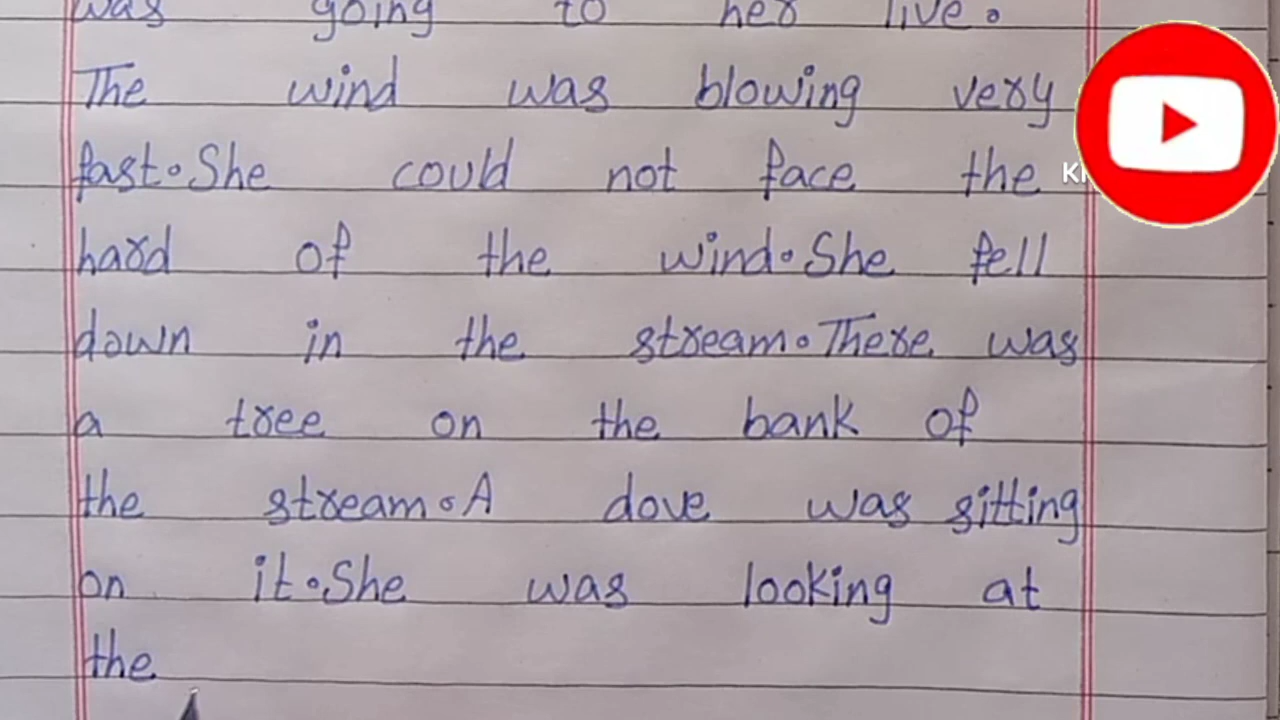 was going to her live.
The wind was blowing very
fast. She could not face the
hard of the wind. She fell
down in the stream. There was
a tree on the bank of
the stream. A dove was sitting
on it. She was looking at
the